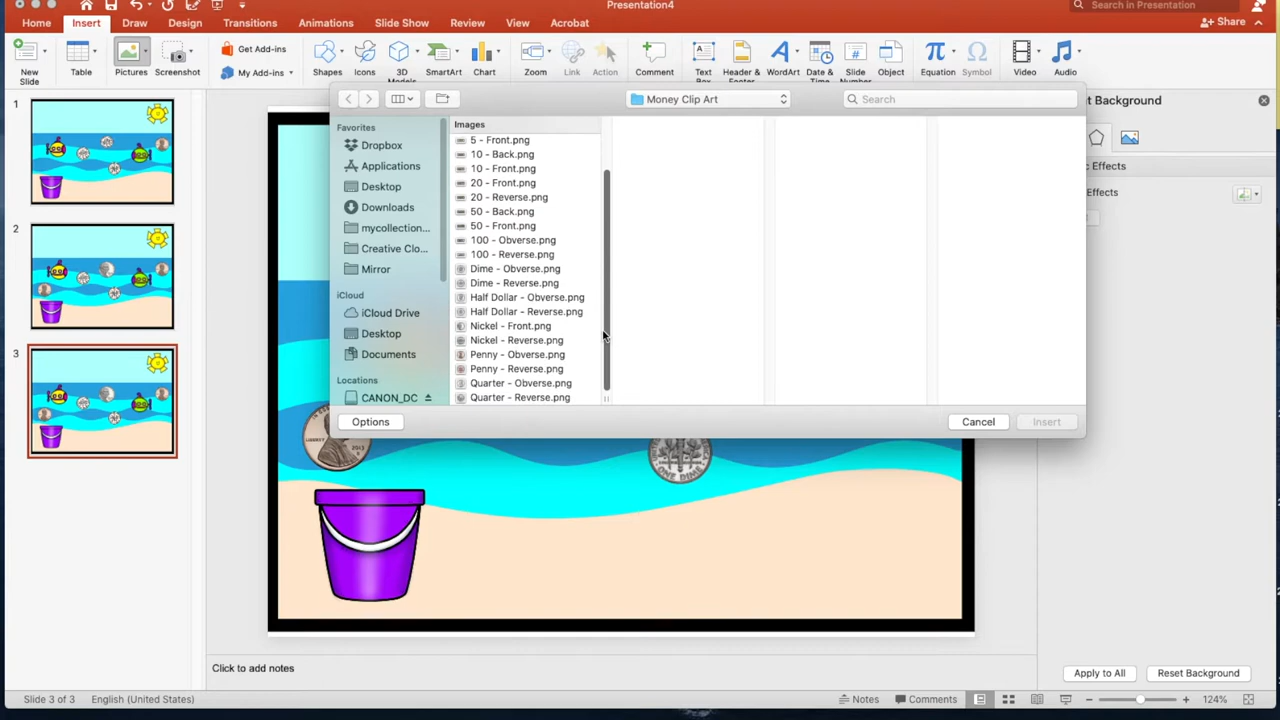 Presentation4
Search in Presentation
Home Insert Draw Design Transitions Animations Slide Show Review View Acrobat
Share
New Slide
Table
Pictures
Screenshot
Get Add-ins
My Add-ins
Shapes
Icons
3D Models
SmartArt
Chart
Zoom
Link
Action
Comment
Text Box
Header & Footer
WordArt
Date & Time
Slide Number
Object
Equation
Symbol
Video
Audio
1
2
3
Money Clip Art
Search
Favorites
Dropbox
Applications
Desktop
Downloads
mycollection...
Creative Clo...
Mirror
iCloud
iCloud Drive
Desktop
Documents
Locations
CANON_DC
Images
5 - Front.png
10 - Back.png
10 - Front.png
20 - Front.png
20 - Reverse.png
50 - Back.png
50 - Front.png
100 - Obverse.png
100 - Reverse.png
Dime - Obverse.png
Dime - Reverse.png
Half Dollar - Obverse.png
Half Dollar - Reverse.png
Nickel - Front.png
Nickel - Reverse.png
Penny - Obverse.png
Penny - Reverse.png
Quarter - Obverse.png
Quarter - Reverse.png
Options
Cancel
Insert
t Background
Effects
Effects
LIBERTY
2013
ONE DIME
Click to add notes
Apply to All
Reset Background
Slide 3 of 3
English (United States)
Notes
Comments
124%